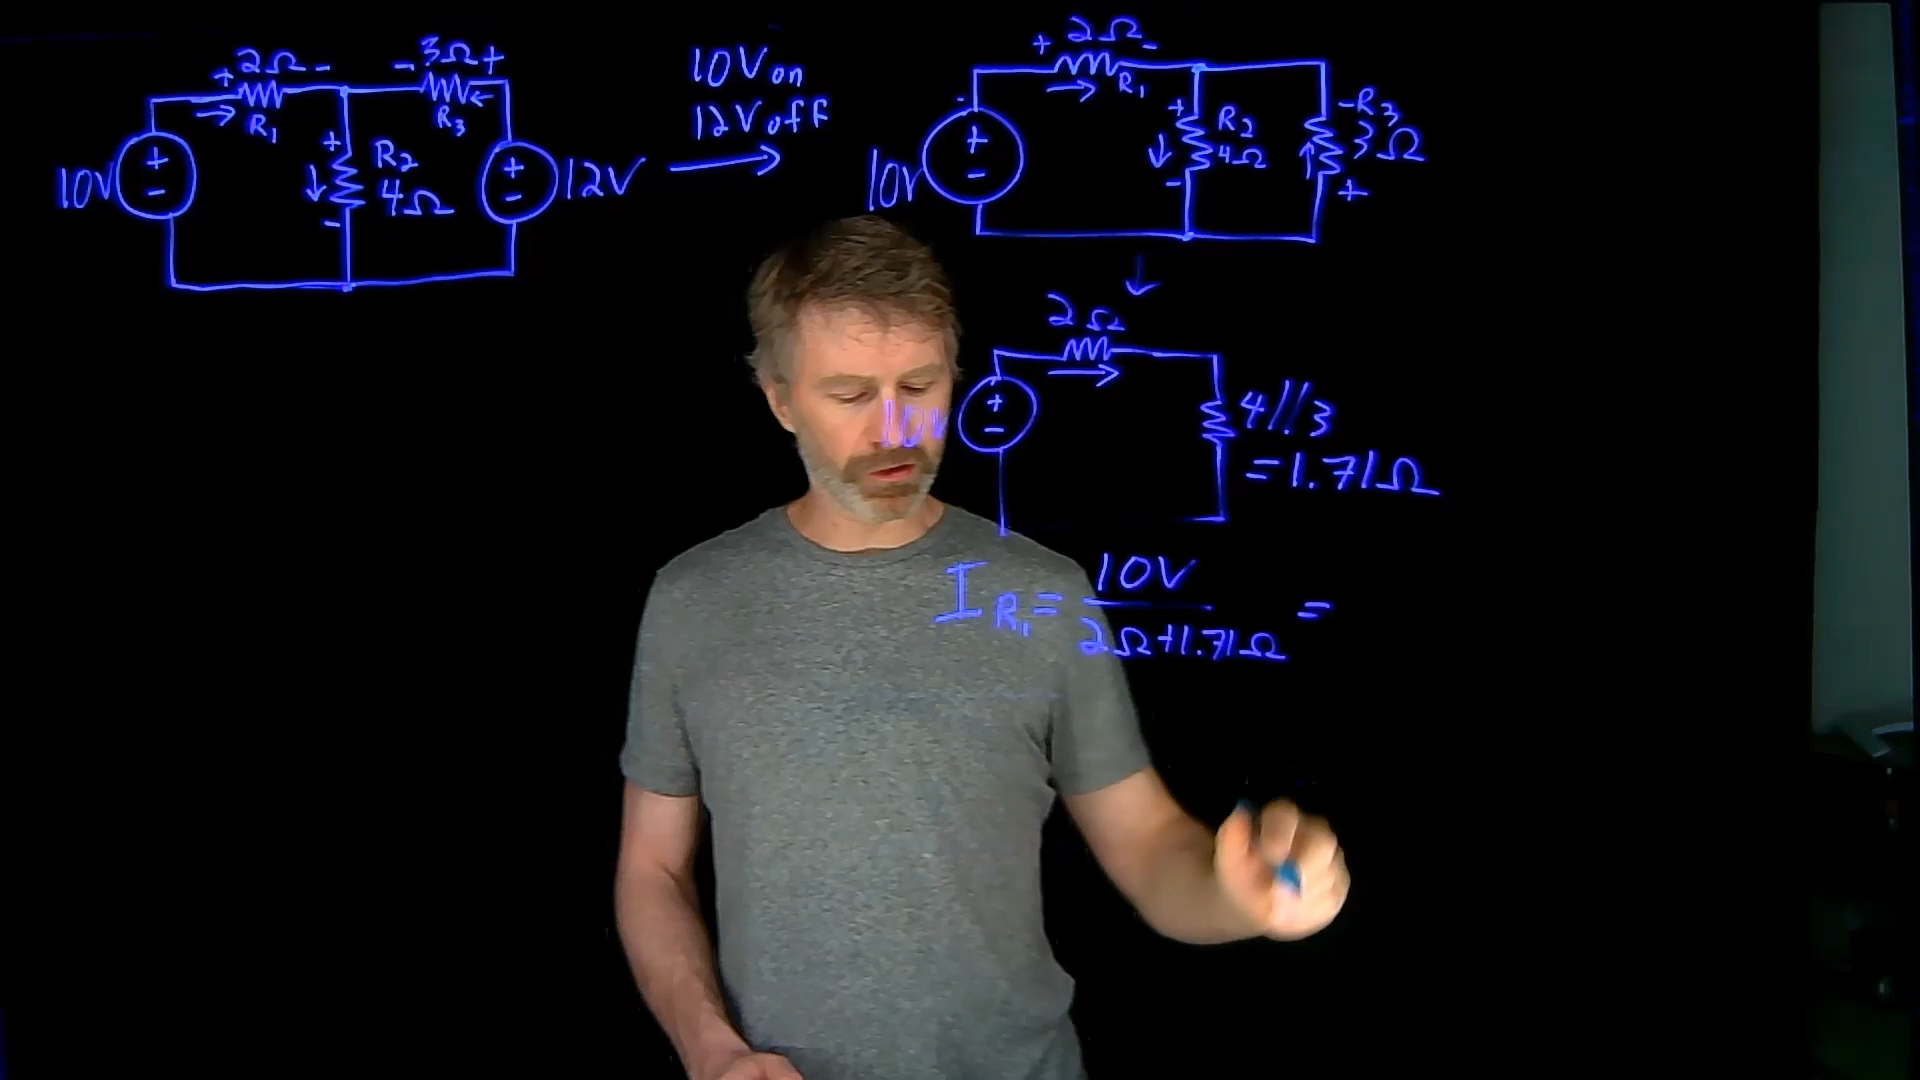 2Ω
+ -
R1
10V
+
-
+
R2
4Ω
-
3Ω
- +
R3
+
-
12V
10V on
12V off
2Ω
+ -
R1
10V
+
-
+
R2
4Ω
-
-R3
3Ω
+
2Ω
10V
+
-
4//3
=1.71Ω
I R1 = 10V =
2Ω+1.71Ω